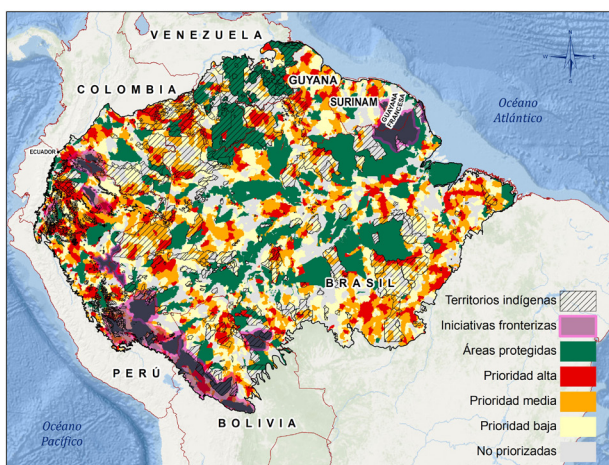 VENEZUELA
GUYANA
COLOMBIA
SURINAM
GUAYANA
FRANCESA
Océano
Atlántico
ECUADOR
BRASIL
Territorios indígenas
Iniciativas fronterizas
Áreas protegidas
PERÚ
Prioridad alta
Prioridad media
Océano
Pacífico
BOLIVIA
Prioridad baja
No priorizadas